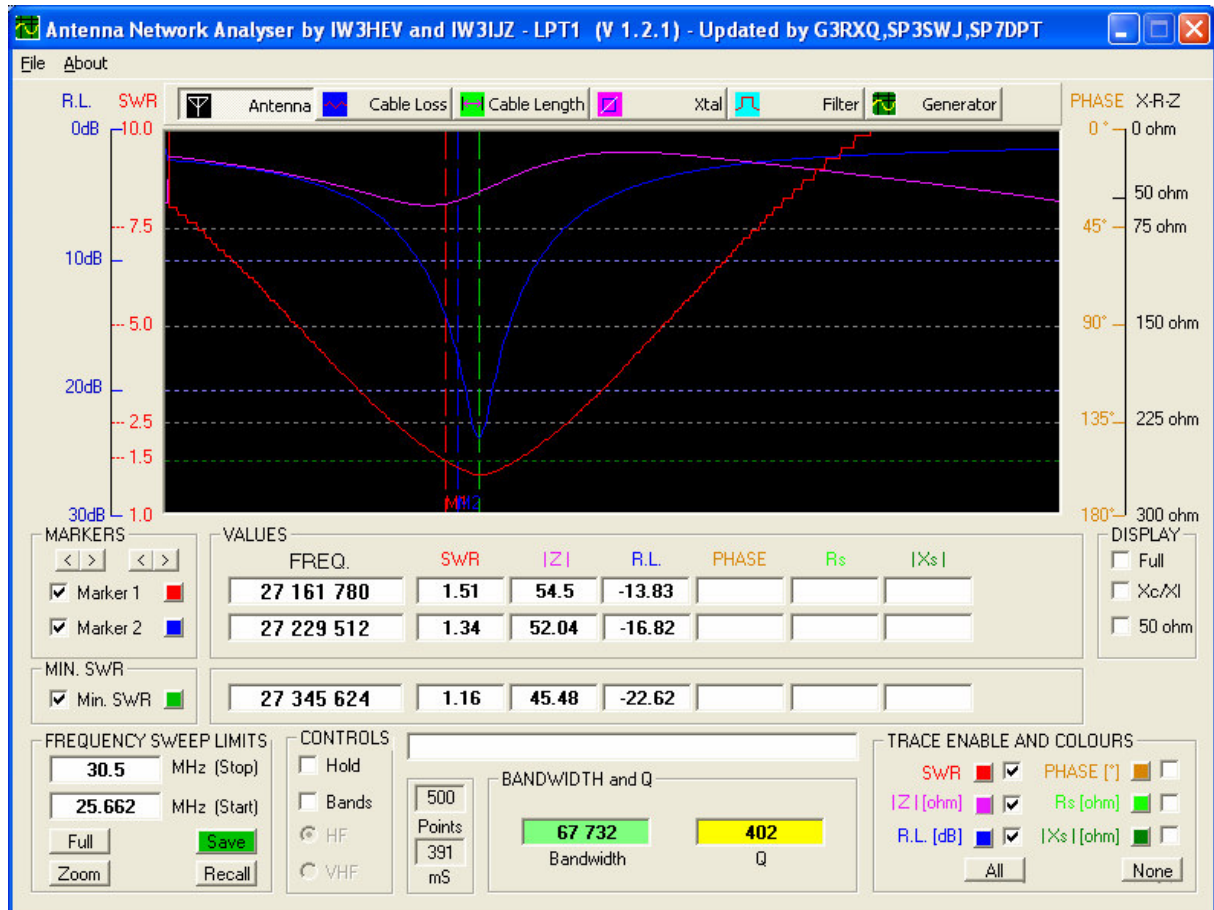 Antenna Network Analyser by IW3HEV and IW3IJZ - LPT1 (V 1.2.1) - Updated by G3RXQ,SP3SWJ,SP7DPT
File About
R.L. SWR Antenna Cable Loss Cable Length Xtal Filter Generator PHASE X-R-Z
0dB 10.0 0 ° 0 ohm
50 ohm
--- 7.5 45° 75 ohm
10dB
--- 5.0 90° 150 ohm
20dB
--- 2.5 135° 225 ohm
--- 1.5
30dB 1.0 M1 M2 180° 300 ohm
MARKERS VALUES DISPLAY
< > < > FREQ. SWR |Z| R.L. PHASE Rs |Xs| Full
Marker 1 27 161 780 1.51 54.5 -13.83 Xc/Xl
Marker 2 27 229 512 1.34 52.04 -16.82 50 ohm
MIN. SWR
Min. SWR 27 345 624 1.16 45.48 -22.62
FREQUENCY SWEEP LIMITS CONTROLS TRACE ENABLE AND COLOURS
30.5 MHz (Stop) Hold BANDWIDTH and Q SWR PHASE [°]
25.662 MHz (Start) Bands 500 |Z| [ohm] Rs [ohm]
Full Save HF Points 67 732 402 R.L. [dB] |Xs| [ohm]
Zoom Recall VHF 391 Bandwidth Q All None
mS